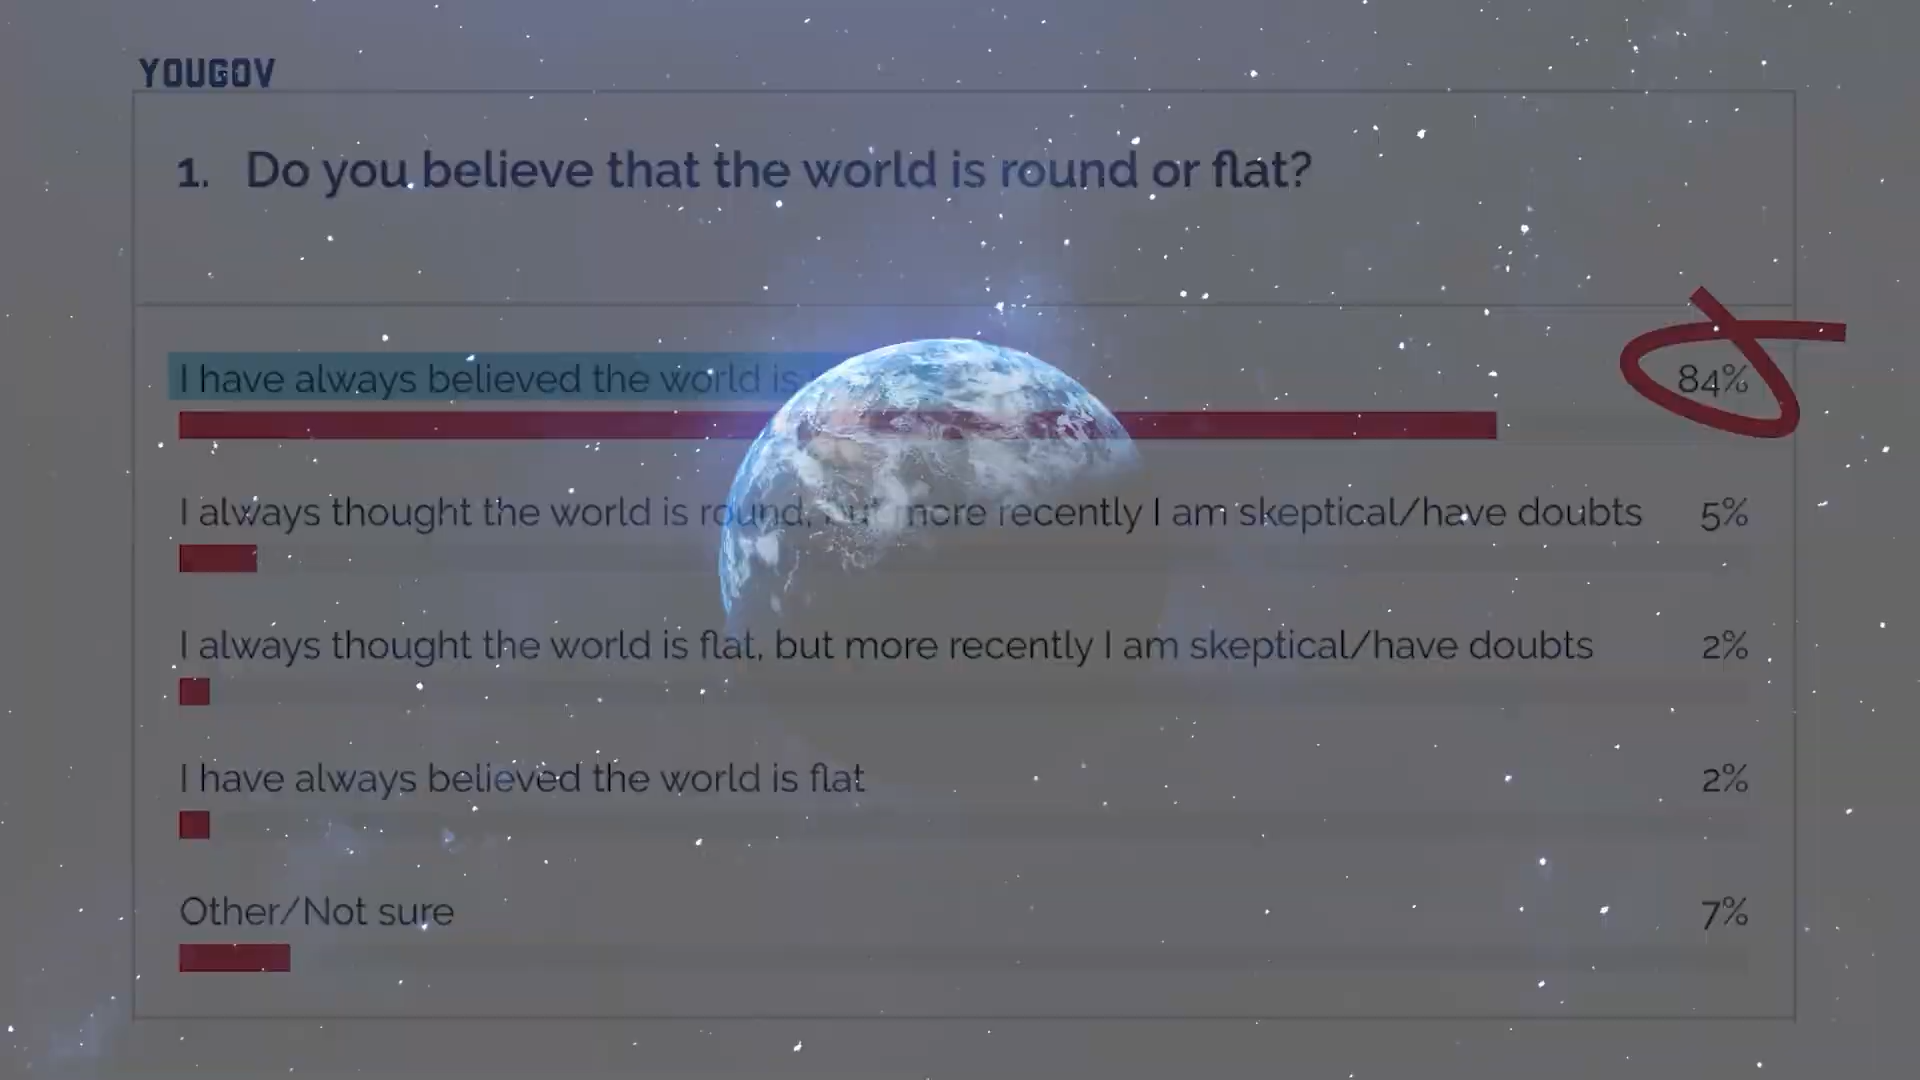 YOUGOV
1. Do you believe that the world is round or flat?
I have always believed the world is
84%
I always thought the world is round, but more recently I am skeptical/have doubts 5%
I always thought the world is flat, but more recently I am skeptical/have doubts 2%
I have always believed the world is flat 2%
Other/Not sure 7%